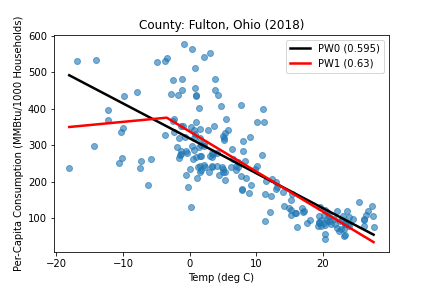 County: Fulton, Ohio (2018)
PW0 (0.595)
PW1 (0.63)
Per-Capita Consumption (MMBtu/1000 Households)
600
500
400
300
200
100
−20 −10 0 10 20
Temp (deg C)